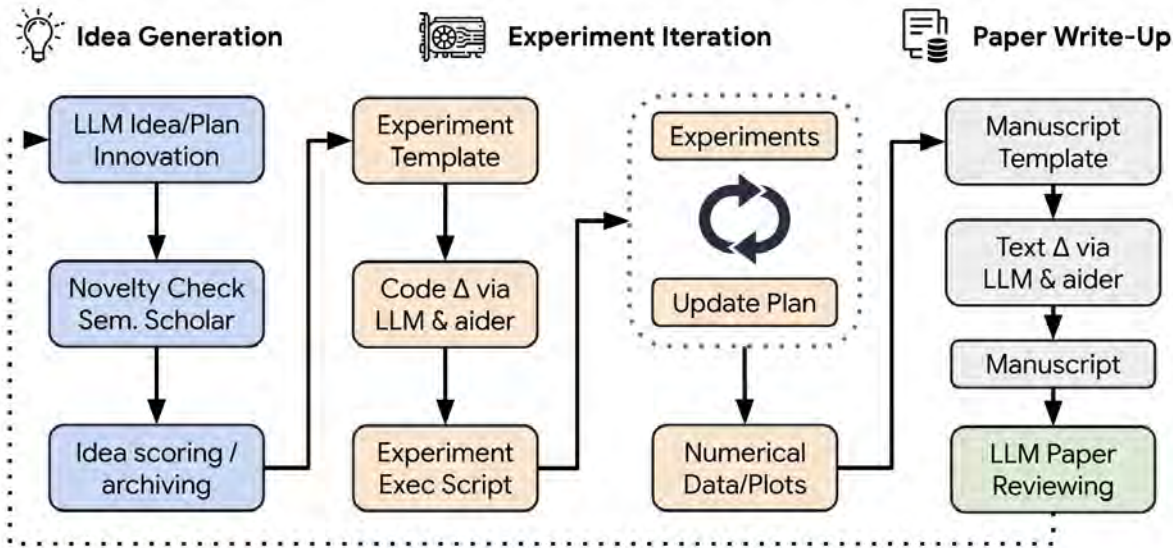 Idea Generation
Experiment Iteration
Paper Write-Up
LLM Idea/Plan
Innovation
Novelty Check
Sem. Scholar
Idea scoring /
archiving
Experiment
Template
Code Δ via
LLM & aider
Experiment
Exec Script
Experiments
Update Plan
Numerical
Data/Plots
Manuscript
Template
Text Δ via
LLM & aider
Manuscript
LLM Paper
Reviewing